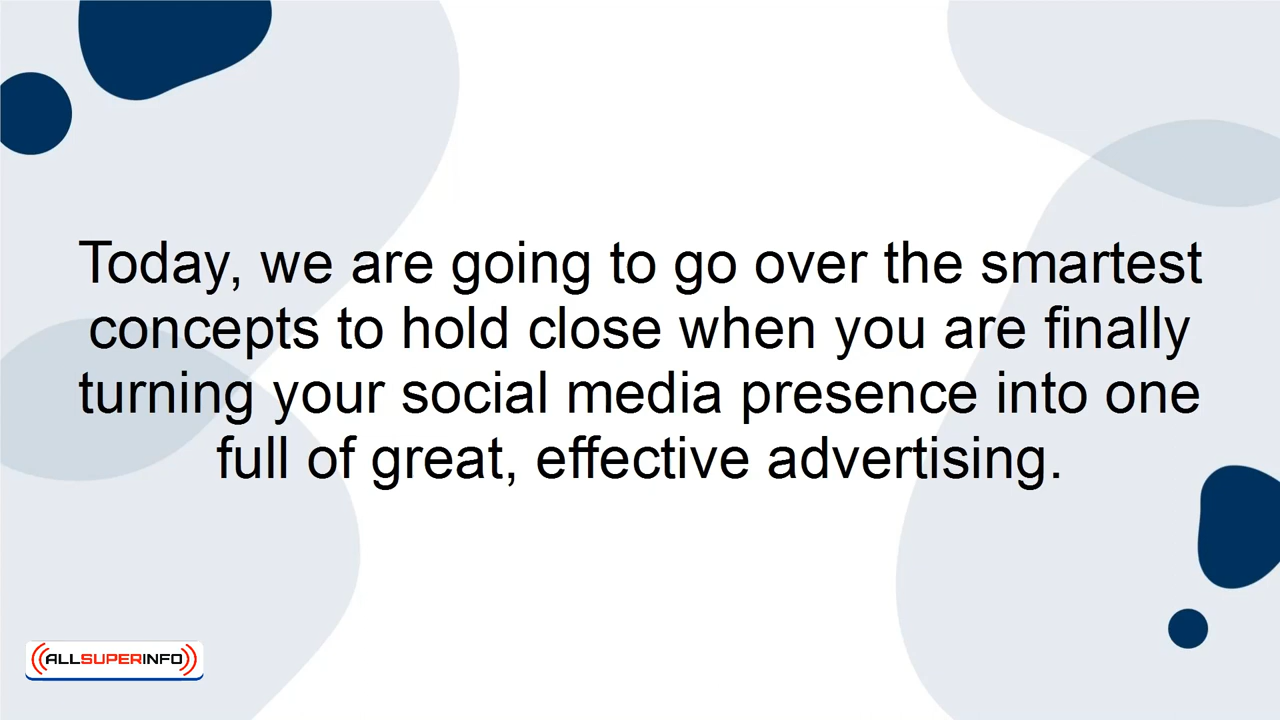 Today, we are going to go over the smartest
concepts to hold close when you are finally
turning your social media presence into one
full of great, effective advertising.
ALLSUPERINFO